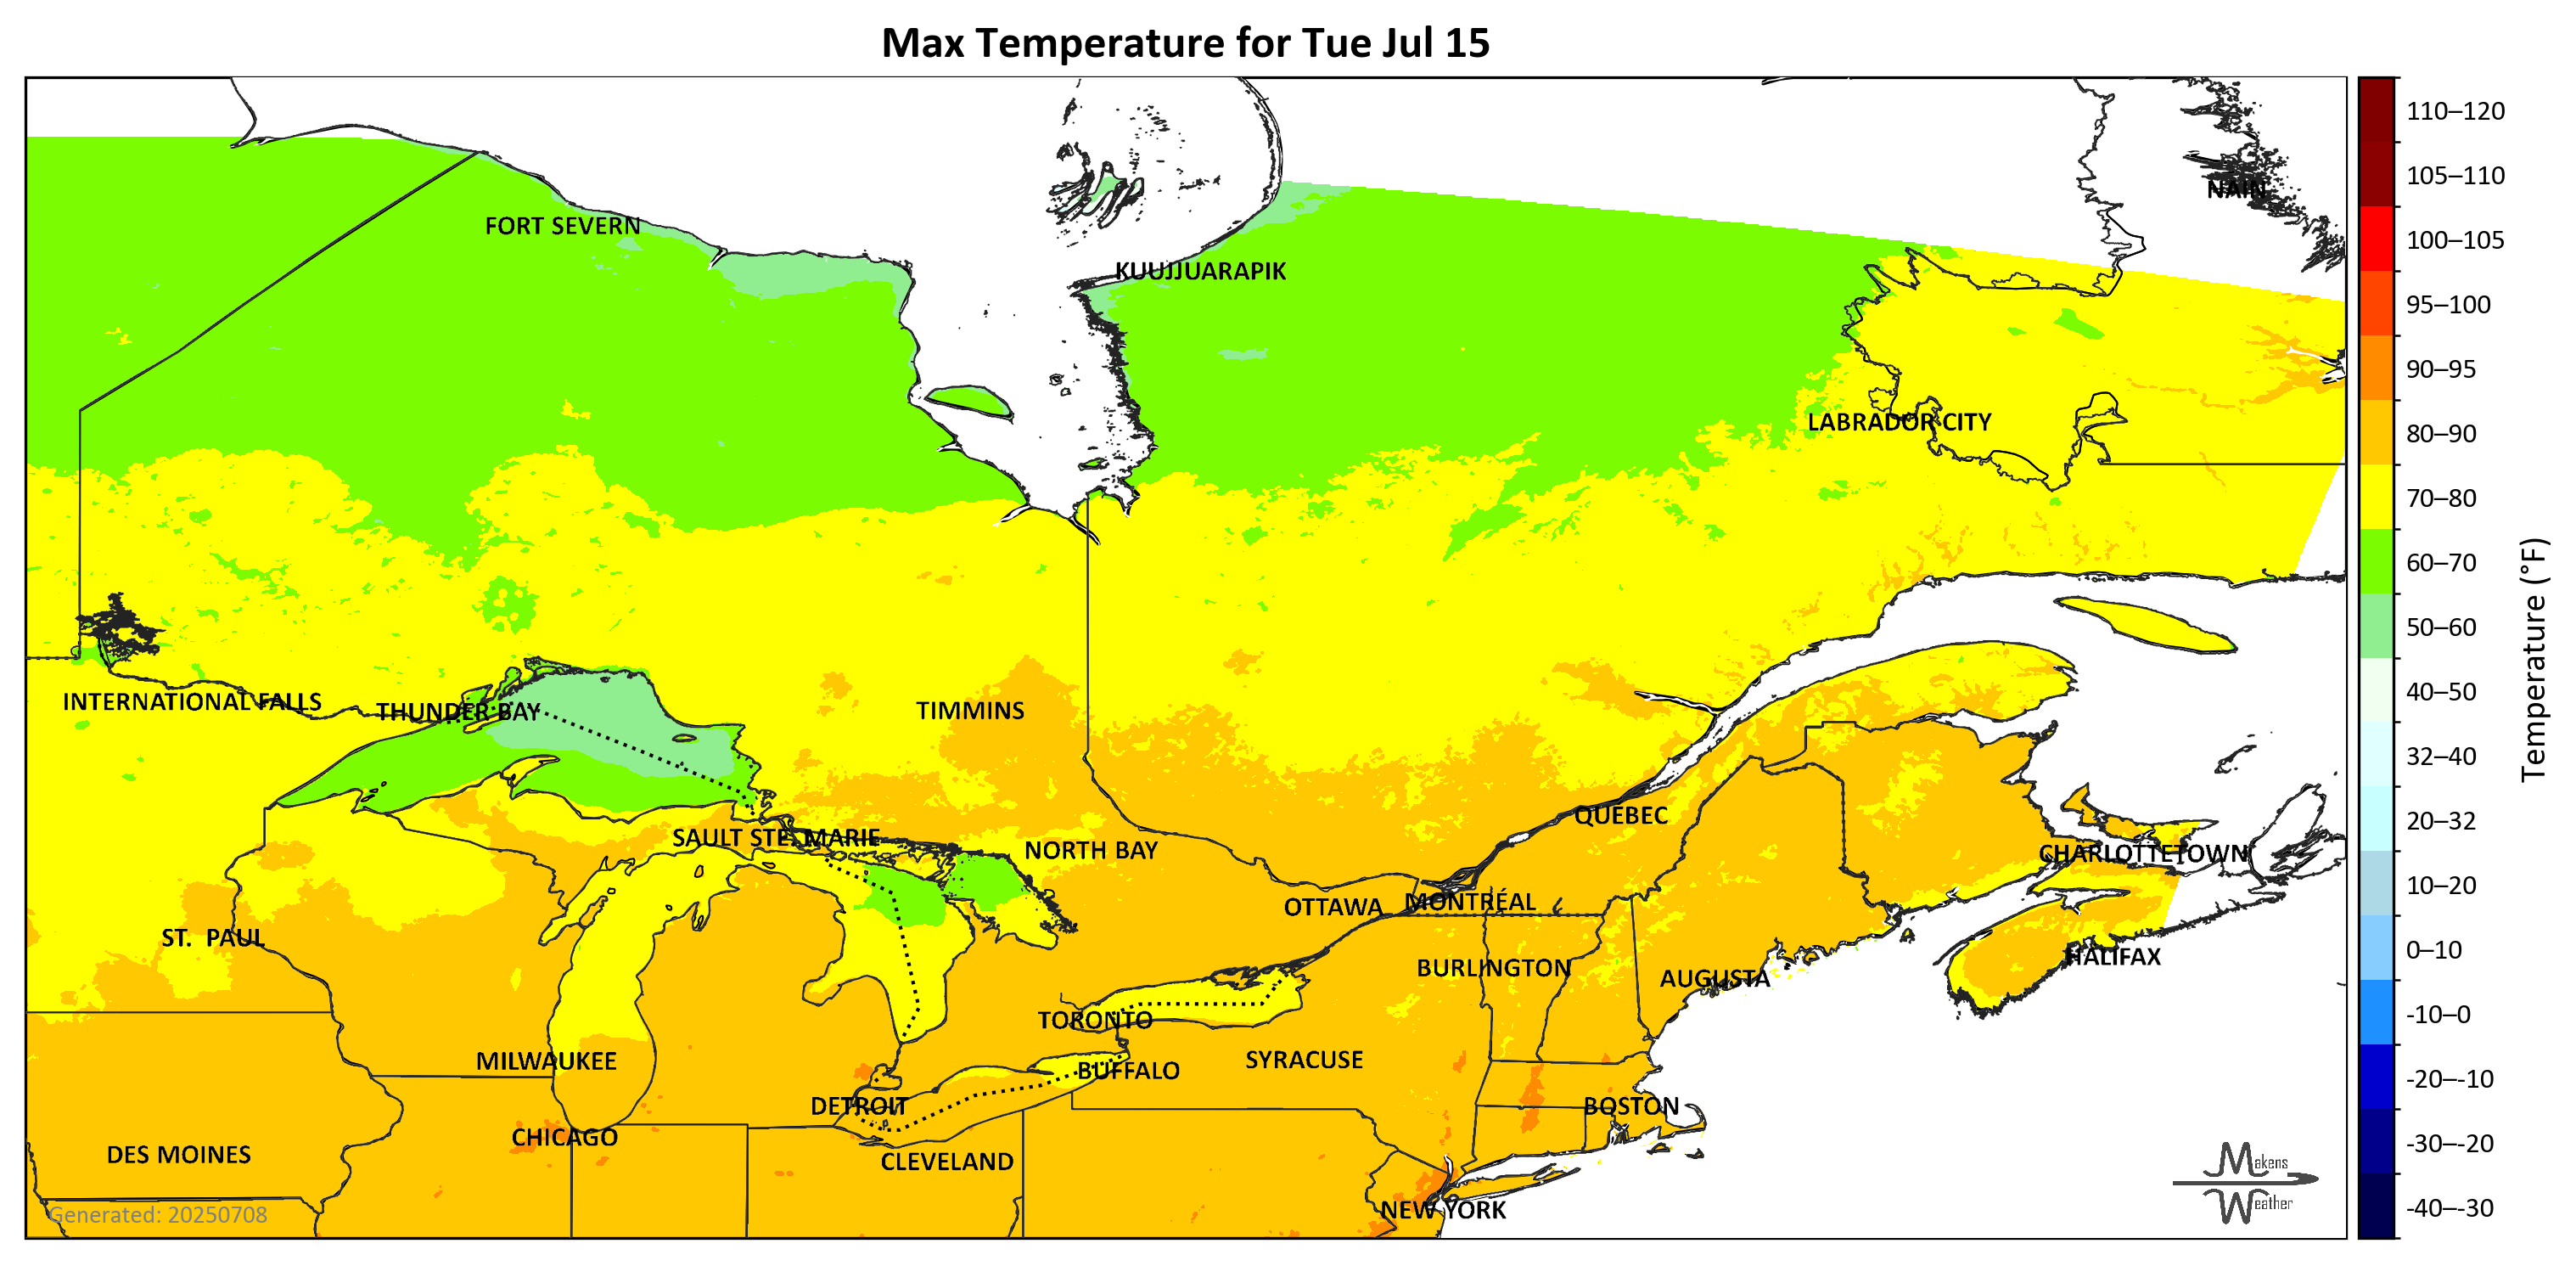 Max Temperature for Tue Jul 15
NAIN
FORT SEVERN
KUUJJUARAPIK
LABRADOR CITY
INTERNATIONAL FALLS
THUNDER BAY
TIMMINS
QUÉBEC
SAULT STE. MARIE
NORTH BAY
CHARLOTTETOWN
OTTAWA
MONTRÉAL
ST. PAUL
HALIFAX
BURLINGTON
AUGUSTA
TORONTO
MILWAUKEE
SYRACUSE
BUFFALO
DETROIT
BOSTON
CHICAGO
DES MOINES
CLEVELAND
NEW YORK
Generated: 20250708
Makens
Weather
110–120
105–110
100–105
95–100
90–95
80–90
70–80
60–70
50–60
40–50
32–40
20–32
10–20
0–10
-10–0
-20–-10
-30–-20
-40–-30
Temperature (°F)